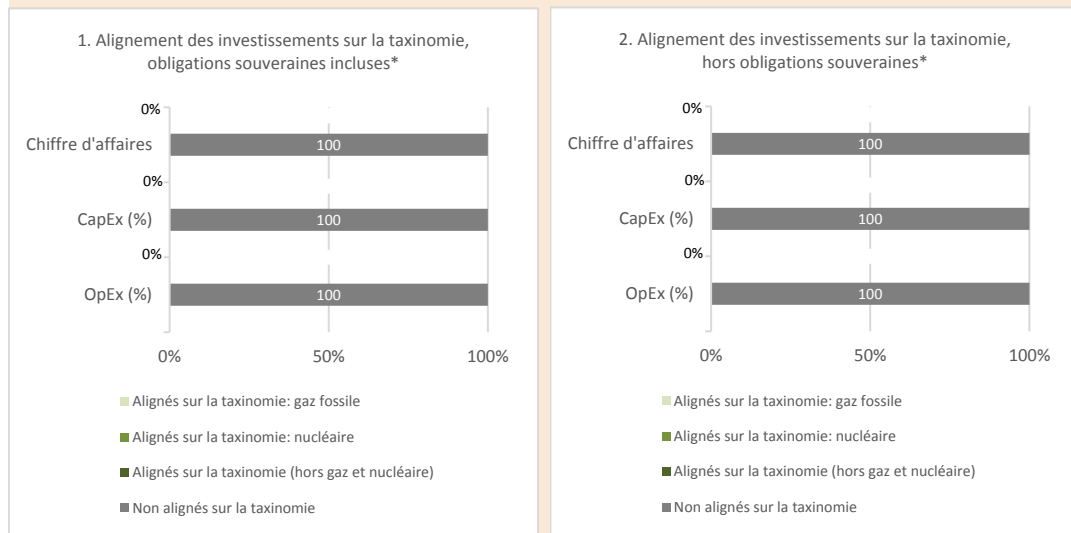 1. Alignement des investissements sur la taxinomie,
obligations souveraines incluses*
0%
Chiffre d'affaires
100
0%
CapEx (%)
100
0%
OpEx (%)
100
0%
50%
100%
Alignés sur la taxinomie: gaz fossile
Alignés sur la taxinomie: nucléaire
Alignés sur la taxinomie (hors gaz et nucléaire)
Non alignés sur la taxinomie
2. Alignement des investissements sur la taxinomie,
hors obligations souveraines*
0%
Chiffre d'affaires
100
0%
CapEx (%)
100
0%
OpEx (%)
100
0%
50%
100%
Alignés sur la taxinomie: gaz fossile
Alignés sur la taxinomie: nucléaire
Alignés sur la taxinomie (hors gaz et nucléaire)
Non alignés sur la taxinomie